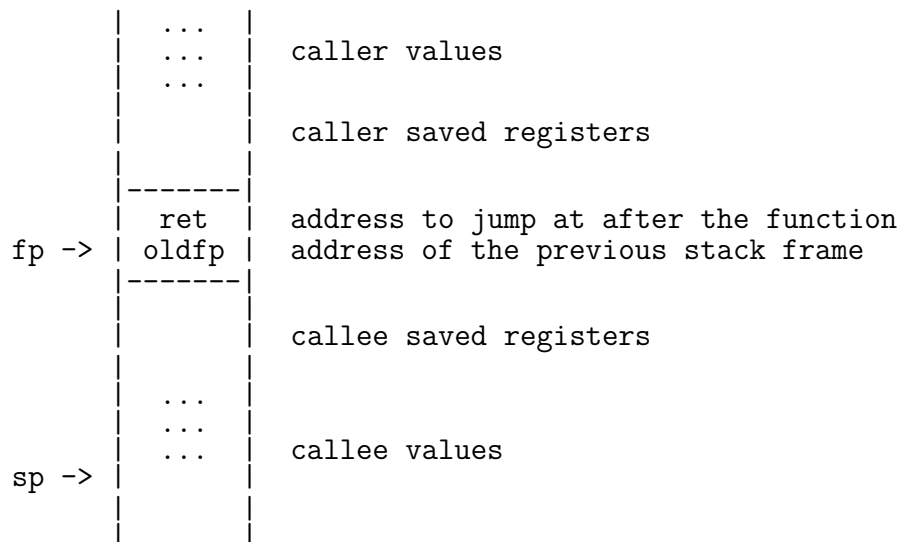 | ... |
| ... | caller values
| ... |
| | caller saved registers
|-------|
| ret | address to jump at after the function
fp -> | oldfp | address of the previous stack frame
|-------|
| | callee saved registers
| ... |
| ... |
| ... | callee values
sp -> | |